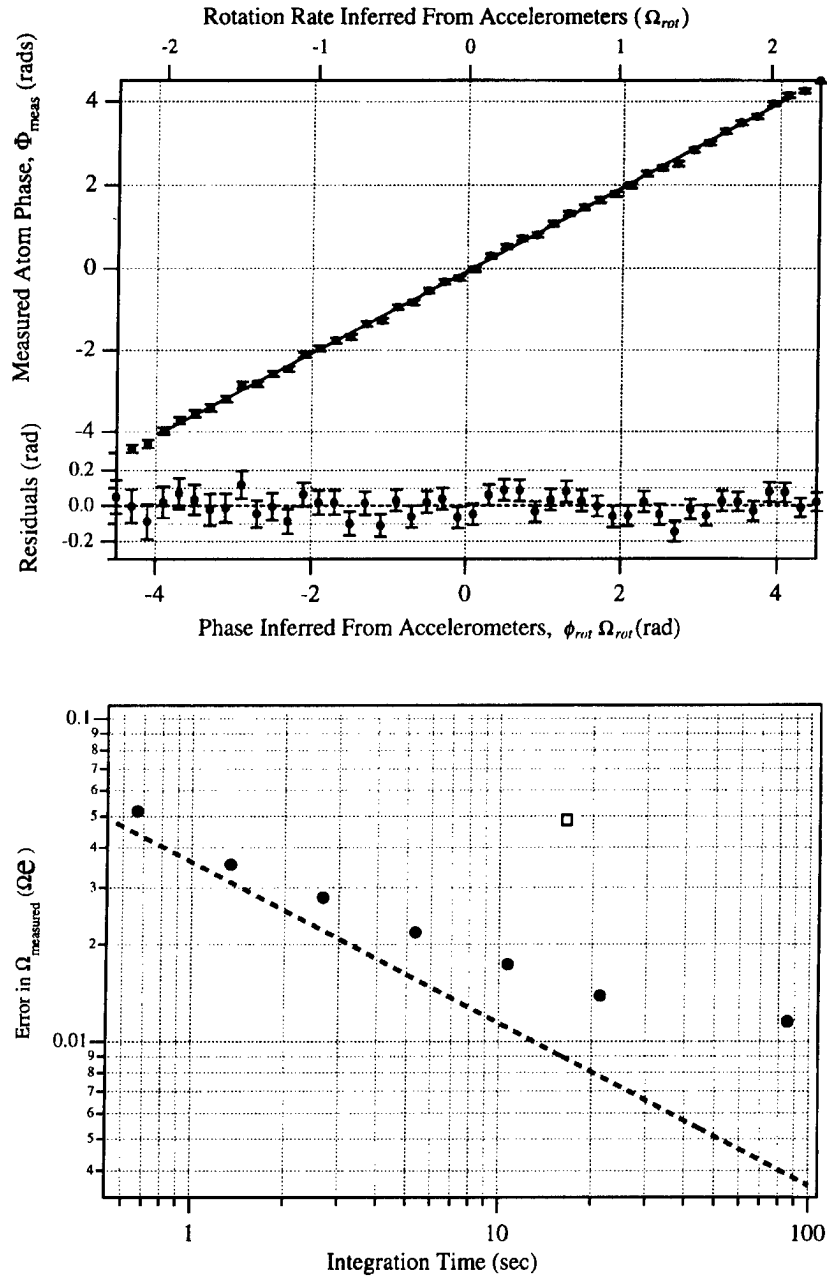 Rotation Rate Inferred From Accelerometers (Ωrot)
-2 -1 0 1 2
Measured Atom Phase, Φmeas (rads)
4
2
0
-2
-4
Residuals (rad)
0.2
0.0
-0.2
-4 -2 0 2 4
Phase Inferred From Accelerometers, ϕrot Ωrot (rad)
Error in Ωmeasured (Ωe)
0.1
9
8
7
6
5
4
3
2
0.01
9
8
7
6
5
4
1 10 100
Integration Time (sec)